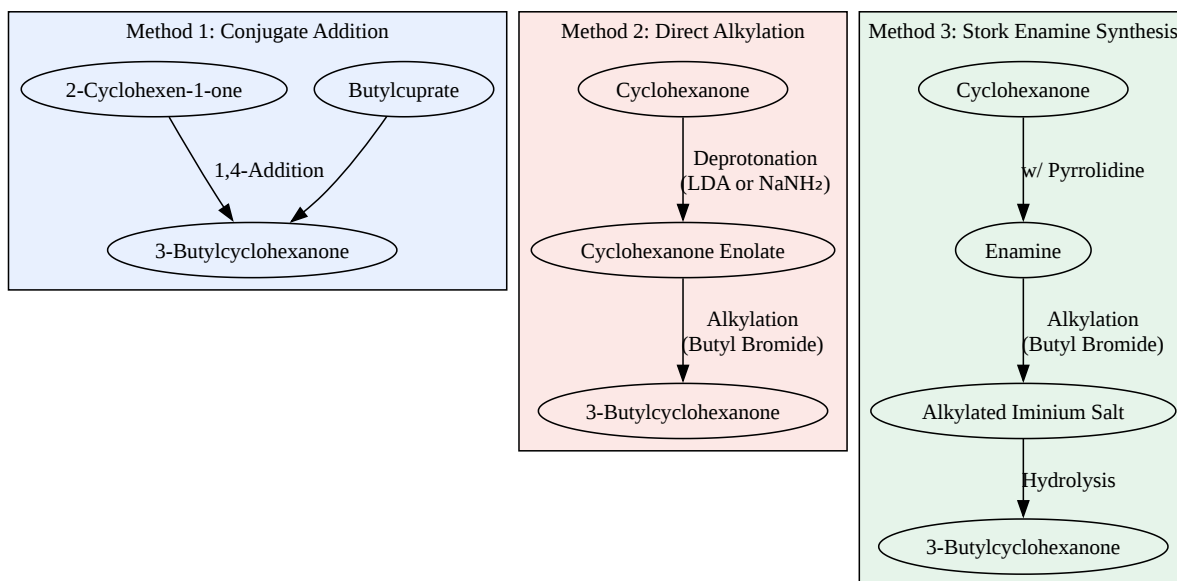 Method 1: Conjugate Addition
2-Cyclohexen-1-one
Butylcuprate
1,4-Addition
3-Butylcyclohexanone
Method 2: Direct Alkylation
Cyclohexanone
Deprotonation
(LDA or NaNH₂)
Cyclohexanone Enolate
Alkylation
(Butyl Bromide)
3-Butylcyclohexanone
Method 3: Stork Enamine Synthesis
Cyclohexanone
w/ Pyrrolidine
Enamine
Alkylation
(Butyl Bromide)
Alkylated Iminium Salt
Hydrolysis
3-Butylcyclohexanone